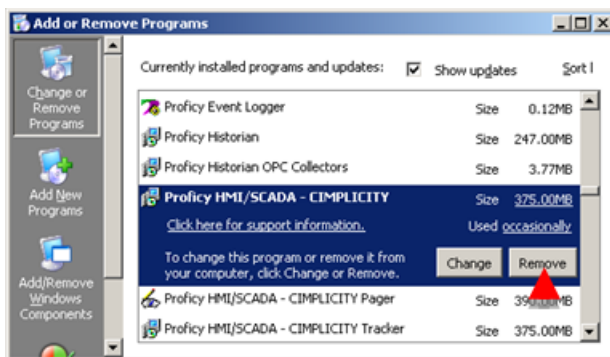 Add or Remove Programs
Currently installed programs and updates: Show updates Sort
Change or
Remove
Programs
Add New
Programs
Add/Remove
Windows
Components
Proficy Event Logger Size 0.12MB
Proficy Historian Size 247.00MB
Proficy Historian OPC Collectors Size 3.77MB
Proficy HMI/SCADA - CIMPLICITY Size 375.00MB
Click here for support information. Used occasionally
To change this program or remove it from
your computer, click Change or Remove.
Change Remove
Proficy HMI/SCADA - CIMPLICITY Pager Size
Proficy HMI/SCADA - CIMPLICITY Tracker Size 375.00MB